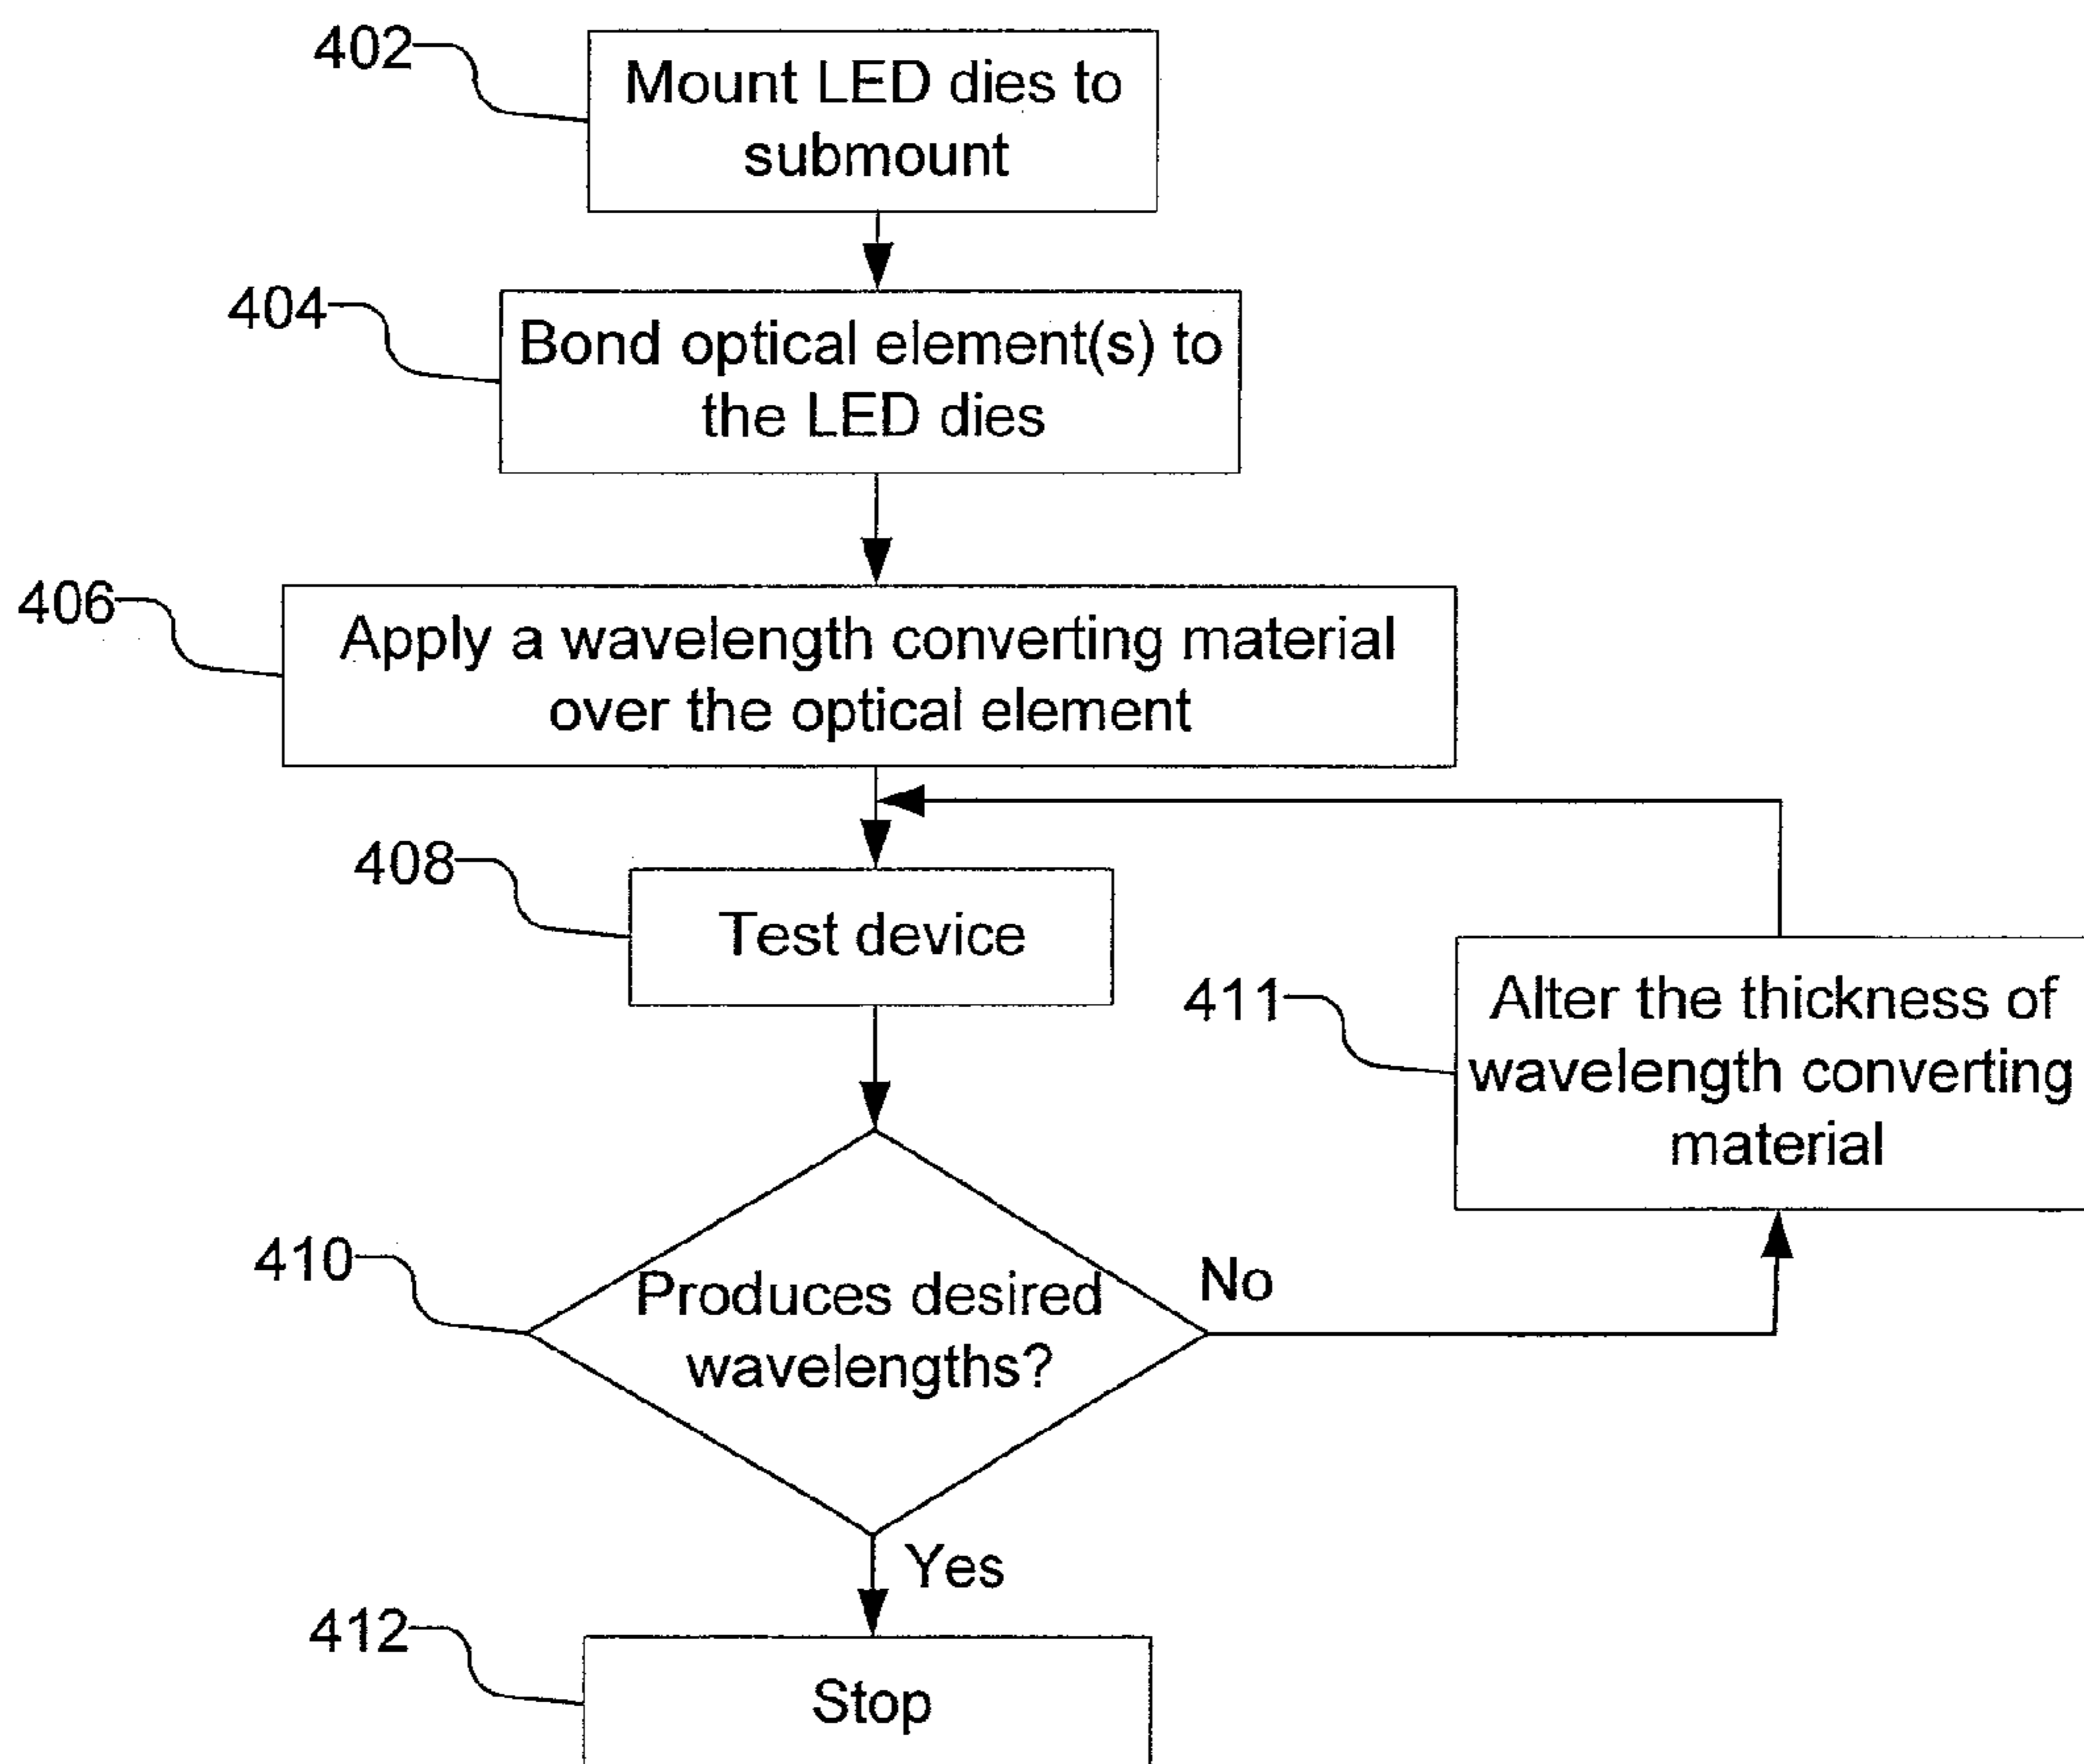 402
Mount LED dies to
submount
404
Bond optical element(s) to
the LED dies
406
Apply a wavelength converting material
over the optical element
408
Test device
411
Alter the thickness of
wavelength converting
material
410
Produces desired
wavelengths?
No
Yes
412
Stop